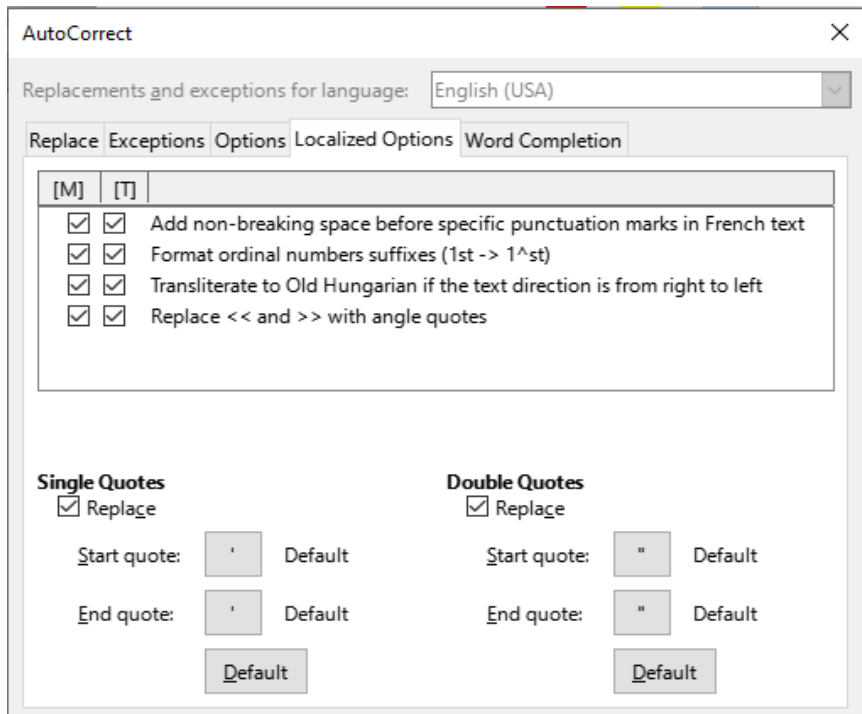 AutoCorrect
Replacements and exceptions for language: English (USA)
Replace Exceptions Options Localized Options Word Completion
[M] [T]
Add non-breaking space before specific punctuation marks in French text
Format ordinal numbers suffixes (1st -> 1^st)
Transliterate to Old Hungarian if the text direction is from right to left
Replace << and >> with angle quotes
Single Quotes Double Quotes
Replace Replace
Start quote: ' Default Start quote: " Default
End quote: ' Default End quote: " Default
Default Default